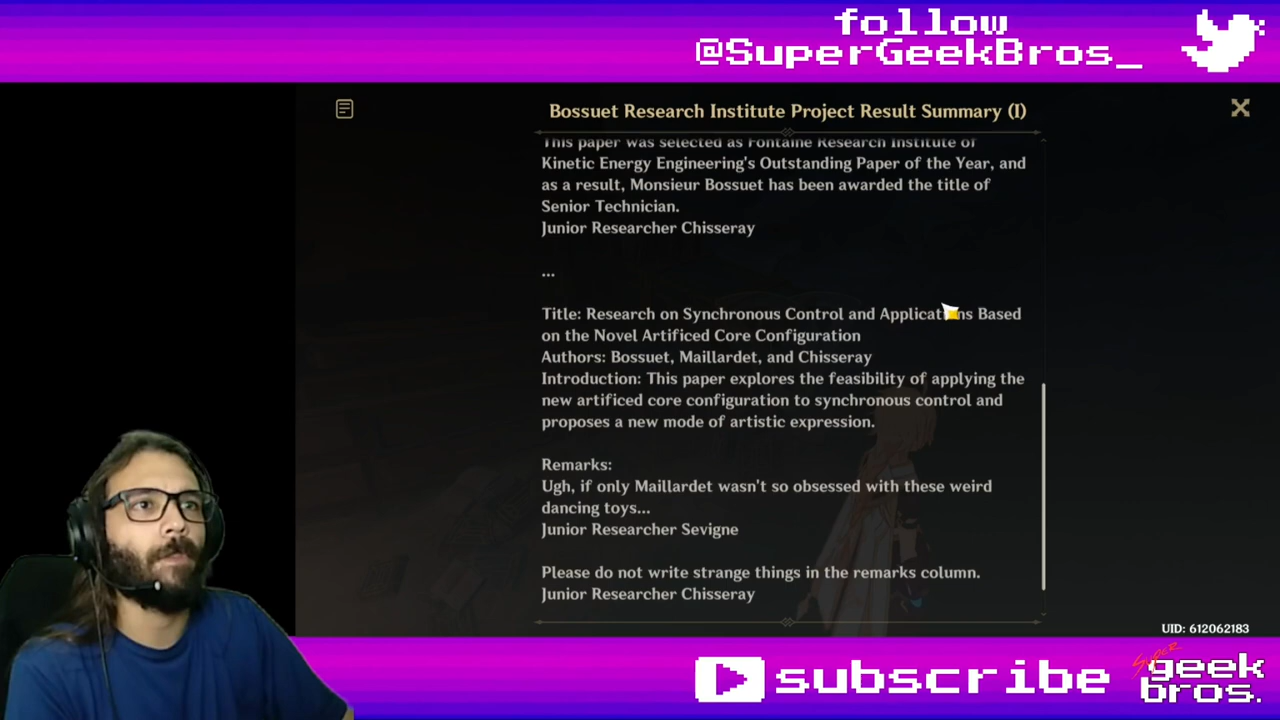 follow
@SuperGeekBros_
Bossuet Research Institute Project Result Summary (I)
This paper was selected as Fontaine Research Institute of
Kinetic Energy Engineering's Outstanding Paper of the Year, and
as a result, Monsieur Bossuet has been awarded the title of
Senior Technician.
Junior Researcher Chisseray
...
Title: Research on Synchronous Control and Applications Based
on the Novel Artificed Core Configuration
Authors: Bossuet, Maillardet, and Chisseray
Introduction: This paper explores the feasibility of applying the
new artificed core configuration to synchronous control and
proposes a new mode of artistic expression.
Remarks:
Ugh, if only Maillardet wasn't so obsessed with these weird
dancing toys...
Junior Researcher Sevigne
Please do not write strange things in the remarks column.
Junior Researcher Chisseray
UID: 612062183
subscribe
SUPER
geek
bros.